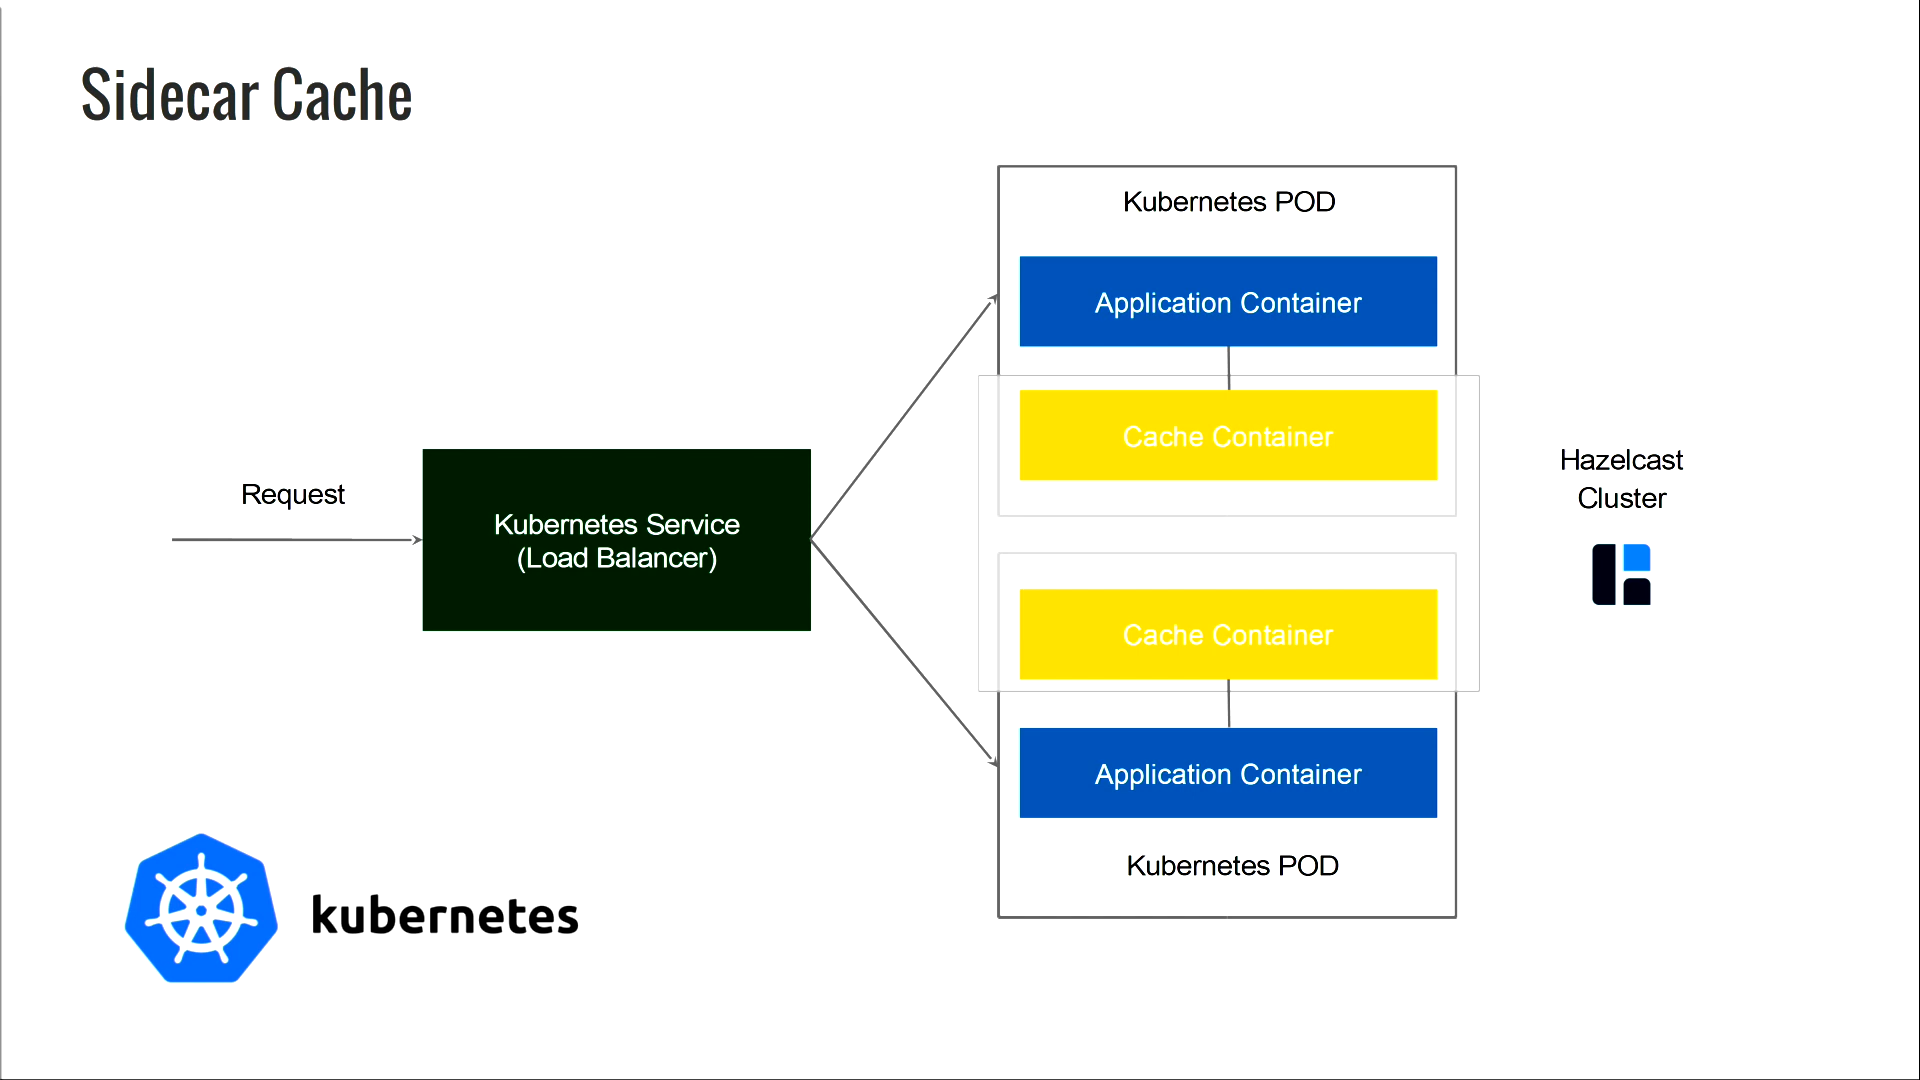 Sidecar Cache
Kubernetes POD
Application Container
Cache Container
Request
Kubernetes Service
(Load Balancer)
Hazelcast
Cluster
Cache Container
Application Container
Kubernetes POD
kubernetes